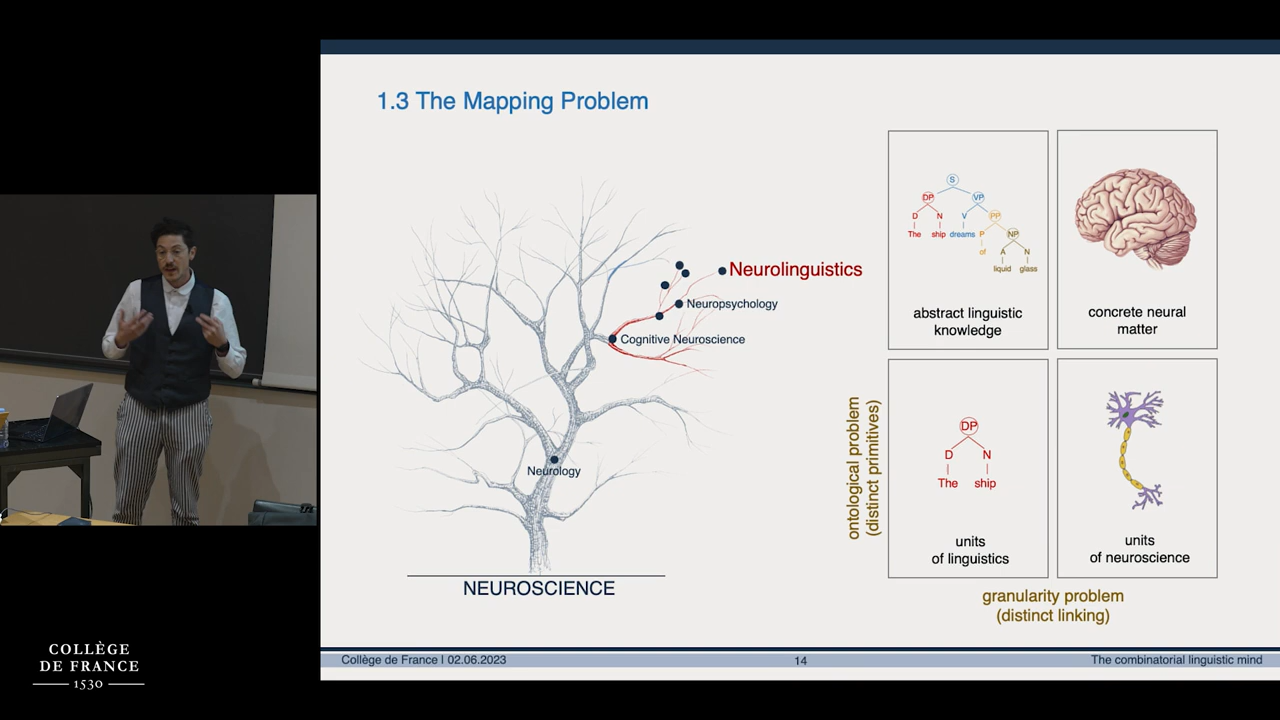 1.3 The Mapping Problem
Neurolinguistics
Neuropsychology
Cognitive Neuroscience
Neurology
NEUROSCIENCE
S
DP VP
D N V PP
The ship dreams P NP
of A N
liquid glass
abstract linguistic
knowledge
concrete neural
matter
ontological problem
(distinct primitives)
DP
D N
The ship
units
of linguistics
units
of neuroscience
granularity problem
(distinct linking)
COLLÈGE
DE FRANCE
1530
Collège de France I 02.06.2023
14
The combinatorial linguistic mind